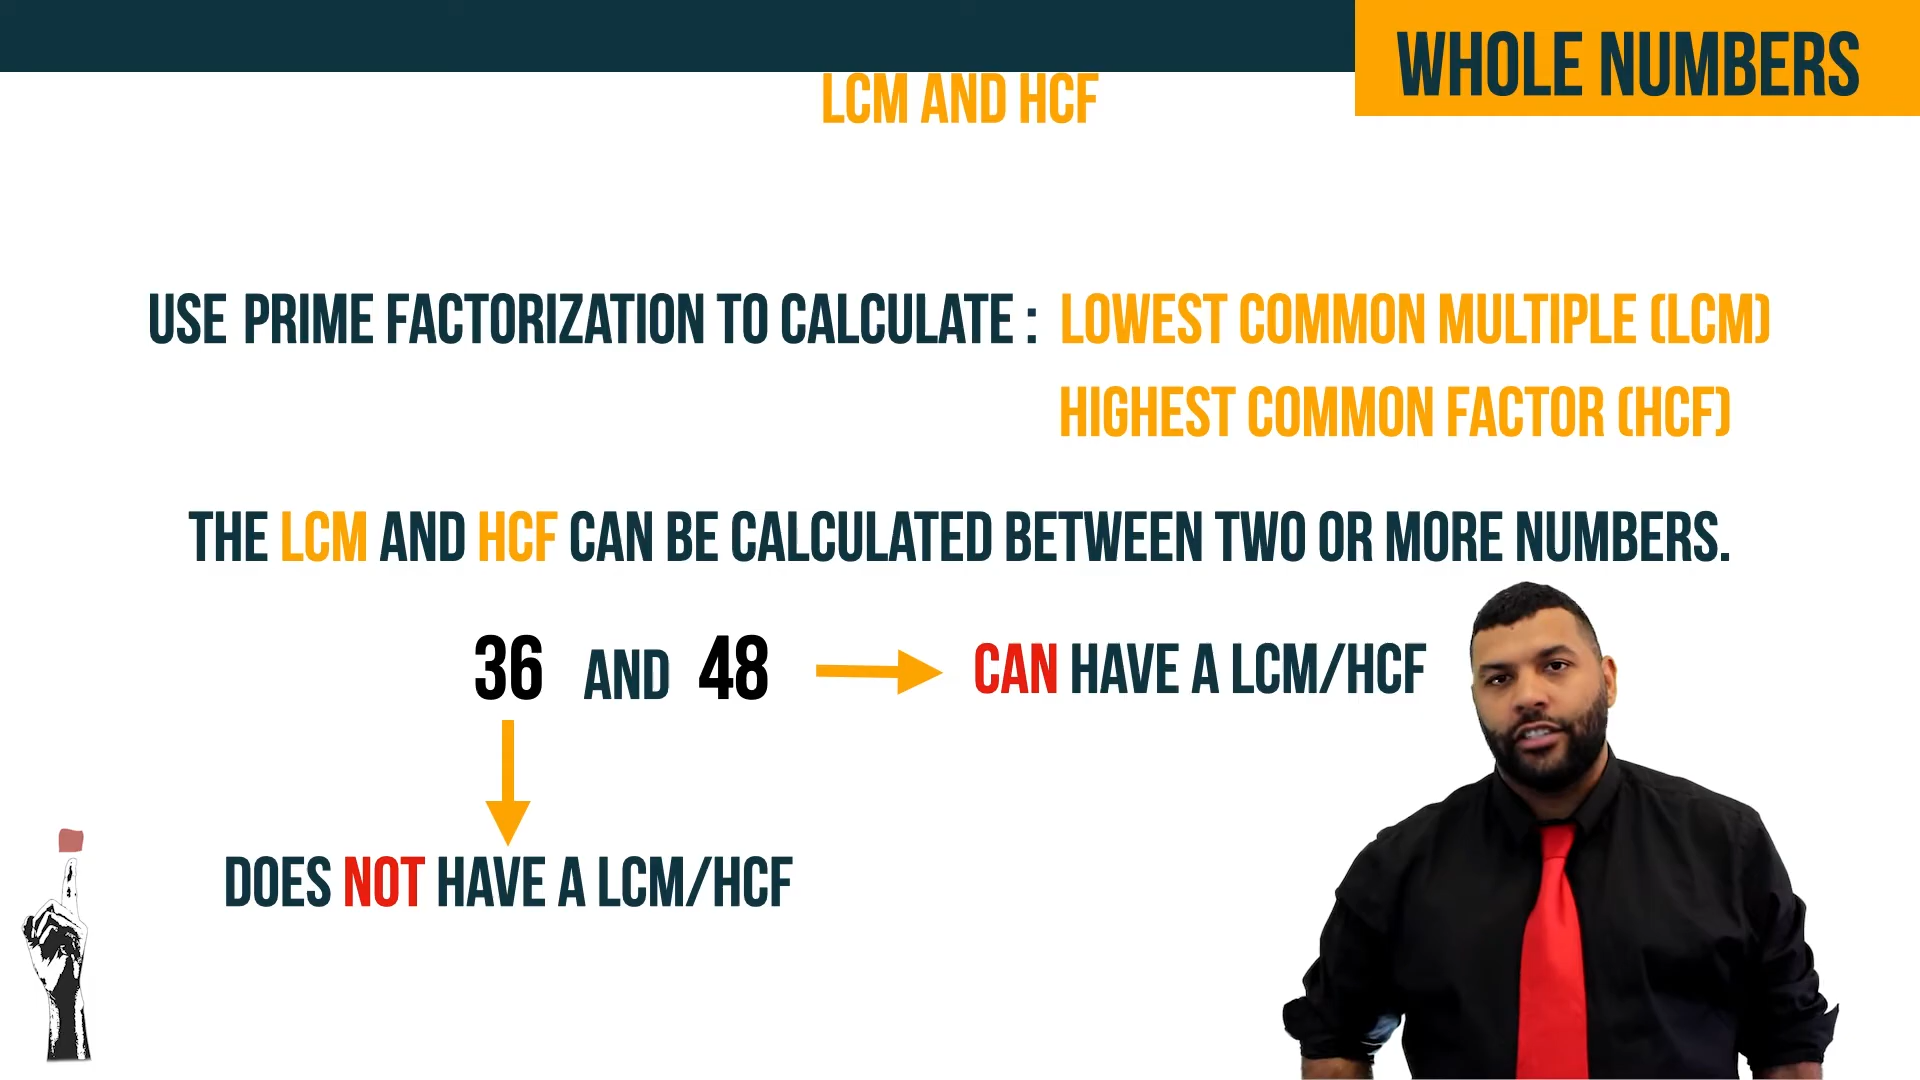 WHOLE NUMBERS
LCM AND HCF
USE PRIME FACTORIZATION TO CALCULATE : LOWEST COMMON MULTIPLE (LCM)
HIGHEST COMMON FACTOR (HCF)
THE LCM AND HCF CAN BE CALCULATED BETWEEN TWO OR MORE NUMBERS.
36 AND 48 CAN HAVE A LCM/HCF
DOES NOT HAVE A LCM/HCF